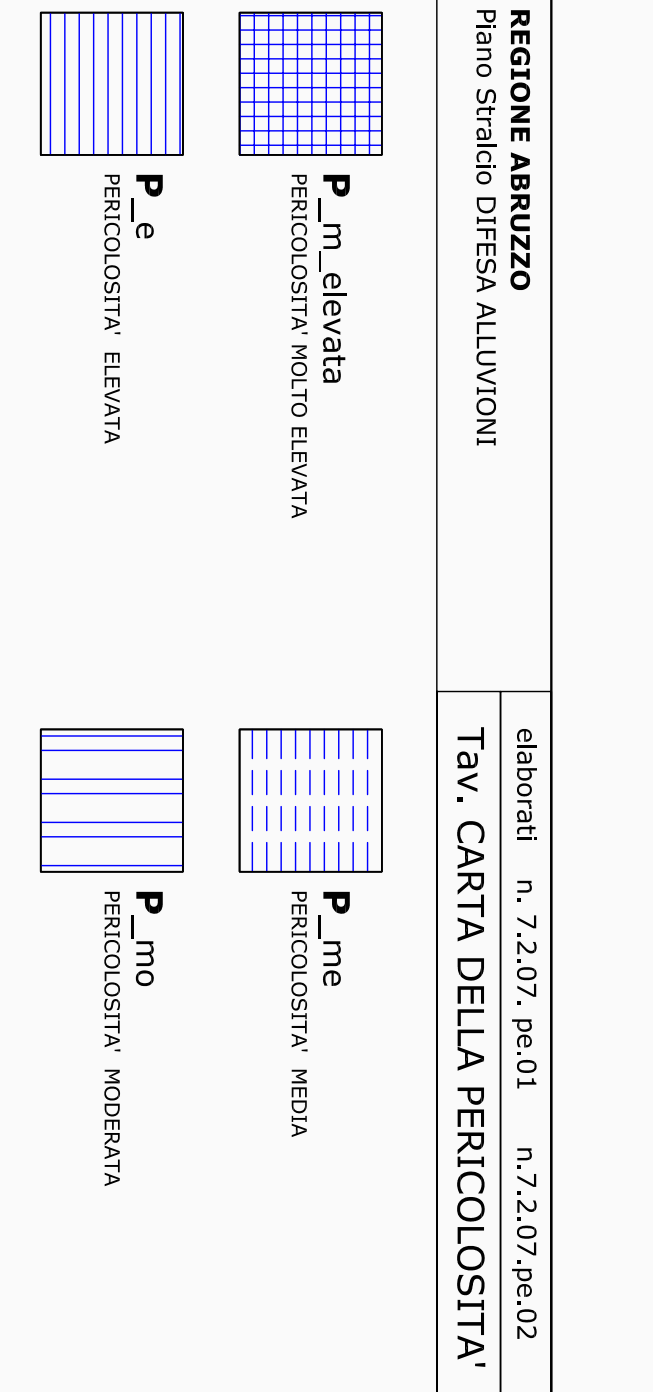 REGIONE ABRUZZO
Piano Stralcio DIFESA ALLUVIONI
elaborati n. 7.2.07. pe.01 n.7.2.07.pe.02
Tav. CARTA DELLA PERICOLOSITA'
P_m_elevata
PERICOLOSITA' MOLTO ELEVATA
P_me
PERICOLOSITA' MEDIA
P_e
PERICOLOSITA' ELEVATA
P_mo
PERICOLOSITA' MODERATA